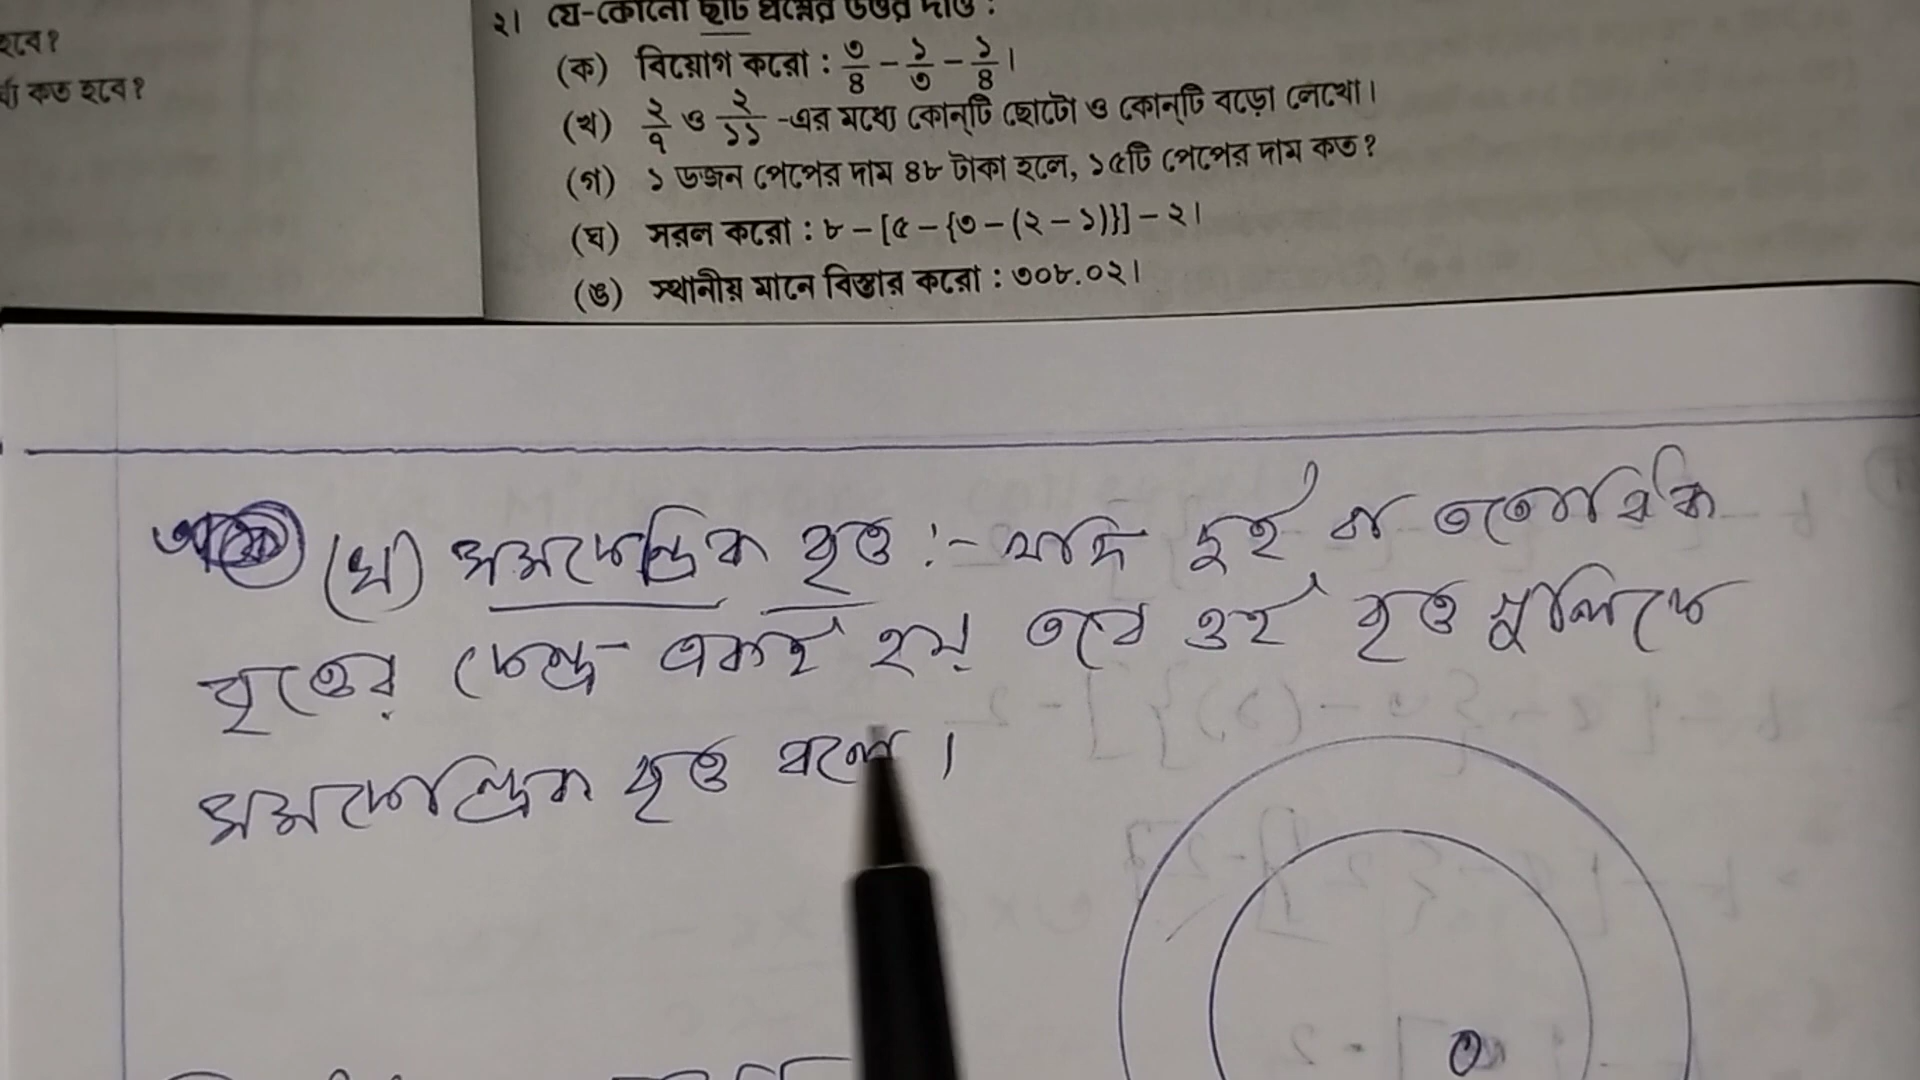 হবে?
কত হবে?
২। যে-কোনো ছটি প্রশ্নের উত্তর দাও :
(ক) বিয়োগ করো : ৩/৪ - ১/৩ - ১/৪।
(খ) ২/৭ ও ২/১১ -এর মধ্যে কোন্‌টি ছোটো ও কোন্‌টি বড়ো লেখো।
(গ) ১ ডজন পেপের দাম ৪৮ টাকা হলে, ১৫টি পেপের দাম কত?
(ঘ) সরল করো : ৮ – [৫ – {৩ – (২ – ১)}] – ২।
(ঙ) স্থানীয় মানে বিস্তার করো : ৩০৮.০২।
(ঘ) সমকেন্দ্রিক বৃত্ত :- যদি দুই বা ততোধিক
বৃত্তের কেন্দ্র একই হয় তবে ওই বৃত্ত গুলিকে
সমকেন্দ্রিক বৃত্ত বলে।